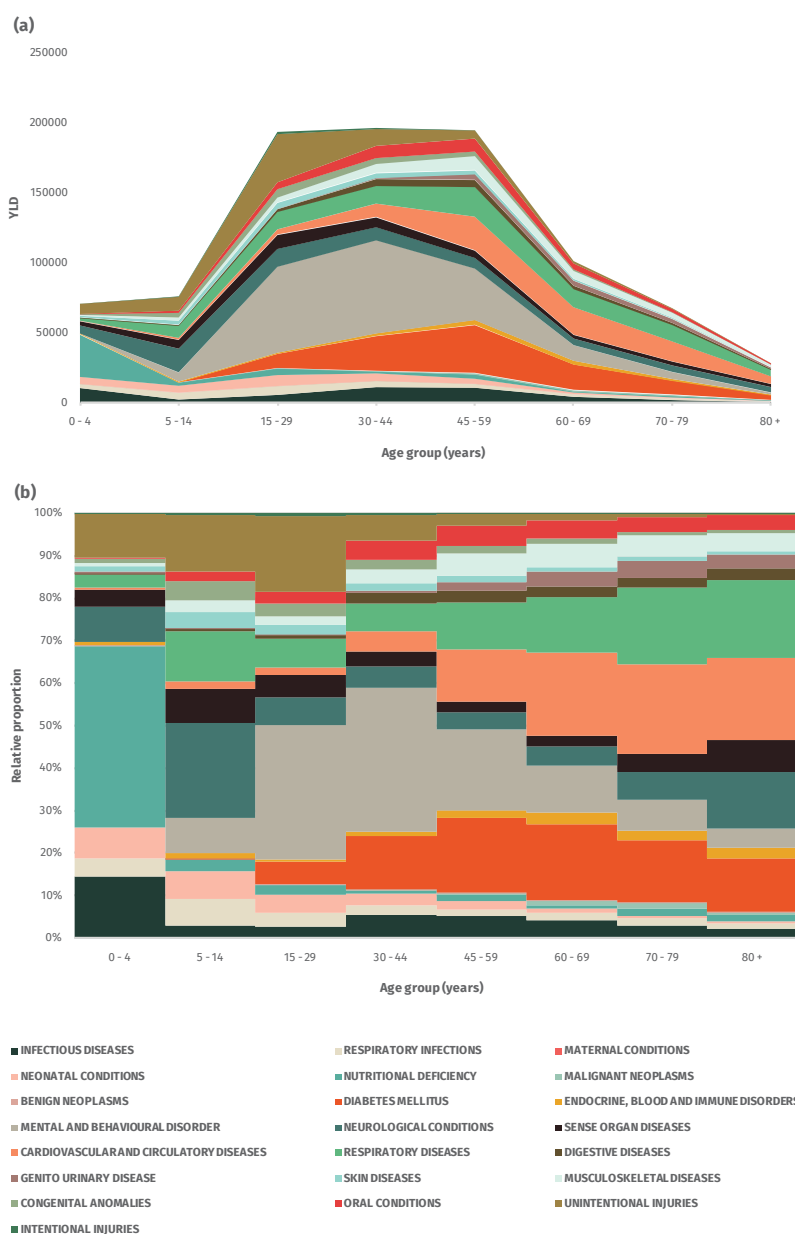 (a)
250000
200000
150000
100000
50000
0
YLD
0 - 4 5 - 14 15 - 29 30 - 44 45 - 59 60 - 69 70 - 79 80 +
Age group (years)
(b)
100%
90%
80%
70%
60%
50%
40%
30%
20%
10%
0%
Relative proportion
0 - 4 5 - 14 15 - 29 30 - 44 45 - 59 60 - 69 70 - 79 80 +
Age group (years)
INFECTIOUS DISEASES RESPIRATORY INFECTIONS MATERNAL CONDITIONS
NEONATAL CONDITIONS NUTRITIONAL DEFICIENCY MALIGNANT NEOPLASMS
BENIGN NEOPLASMS DIABETES MELLITUS ENDOCRINE, BLOOD AND IMMUNE DISORDERS
MENTAL AND BEHAVIOURAL DISORDER NEUROLOGICAL CONDITIONS SENSE ORGAN DISEASES
CARDIOVASCULAR AND CIRCULATORY DISEASES RESPIRATORY DISEASES DIGESTIVE DISEASES
GENITO URINARY DISEASE SKIN DISEASES MUSCULOSKELETAL DISEASES
CONGENITAL ANOMALIES ORAL CONDITIONS UNINTENTIONAL INJURIES
INTENTIONAL INJURIES